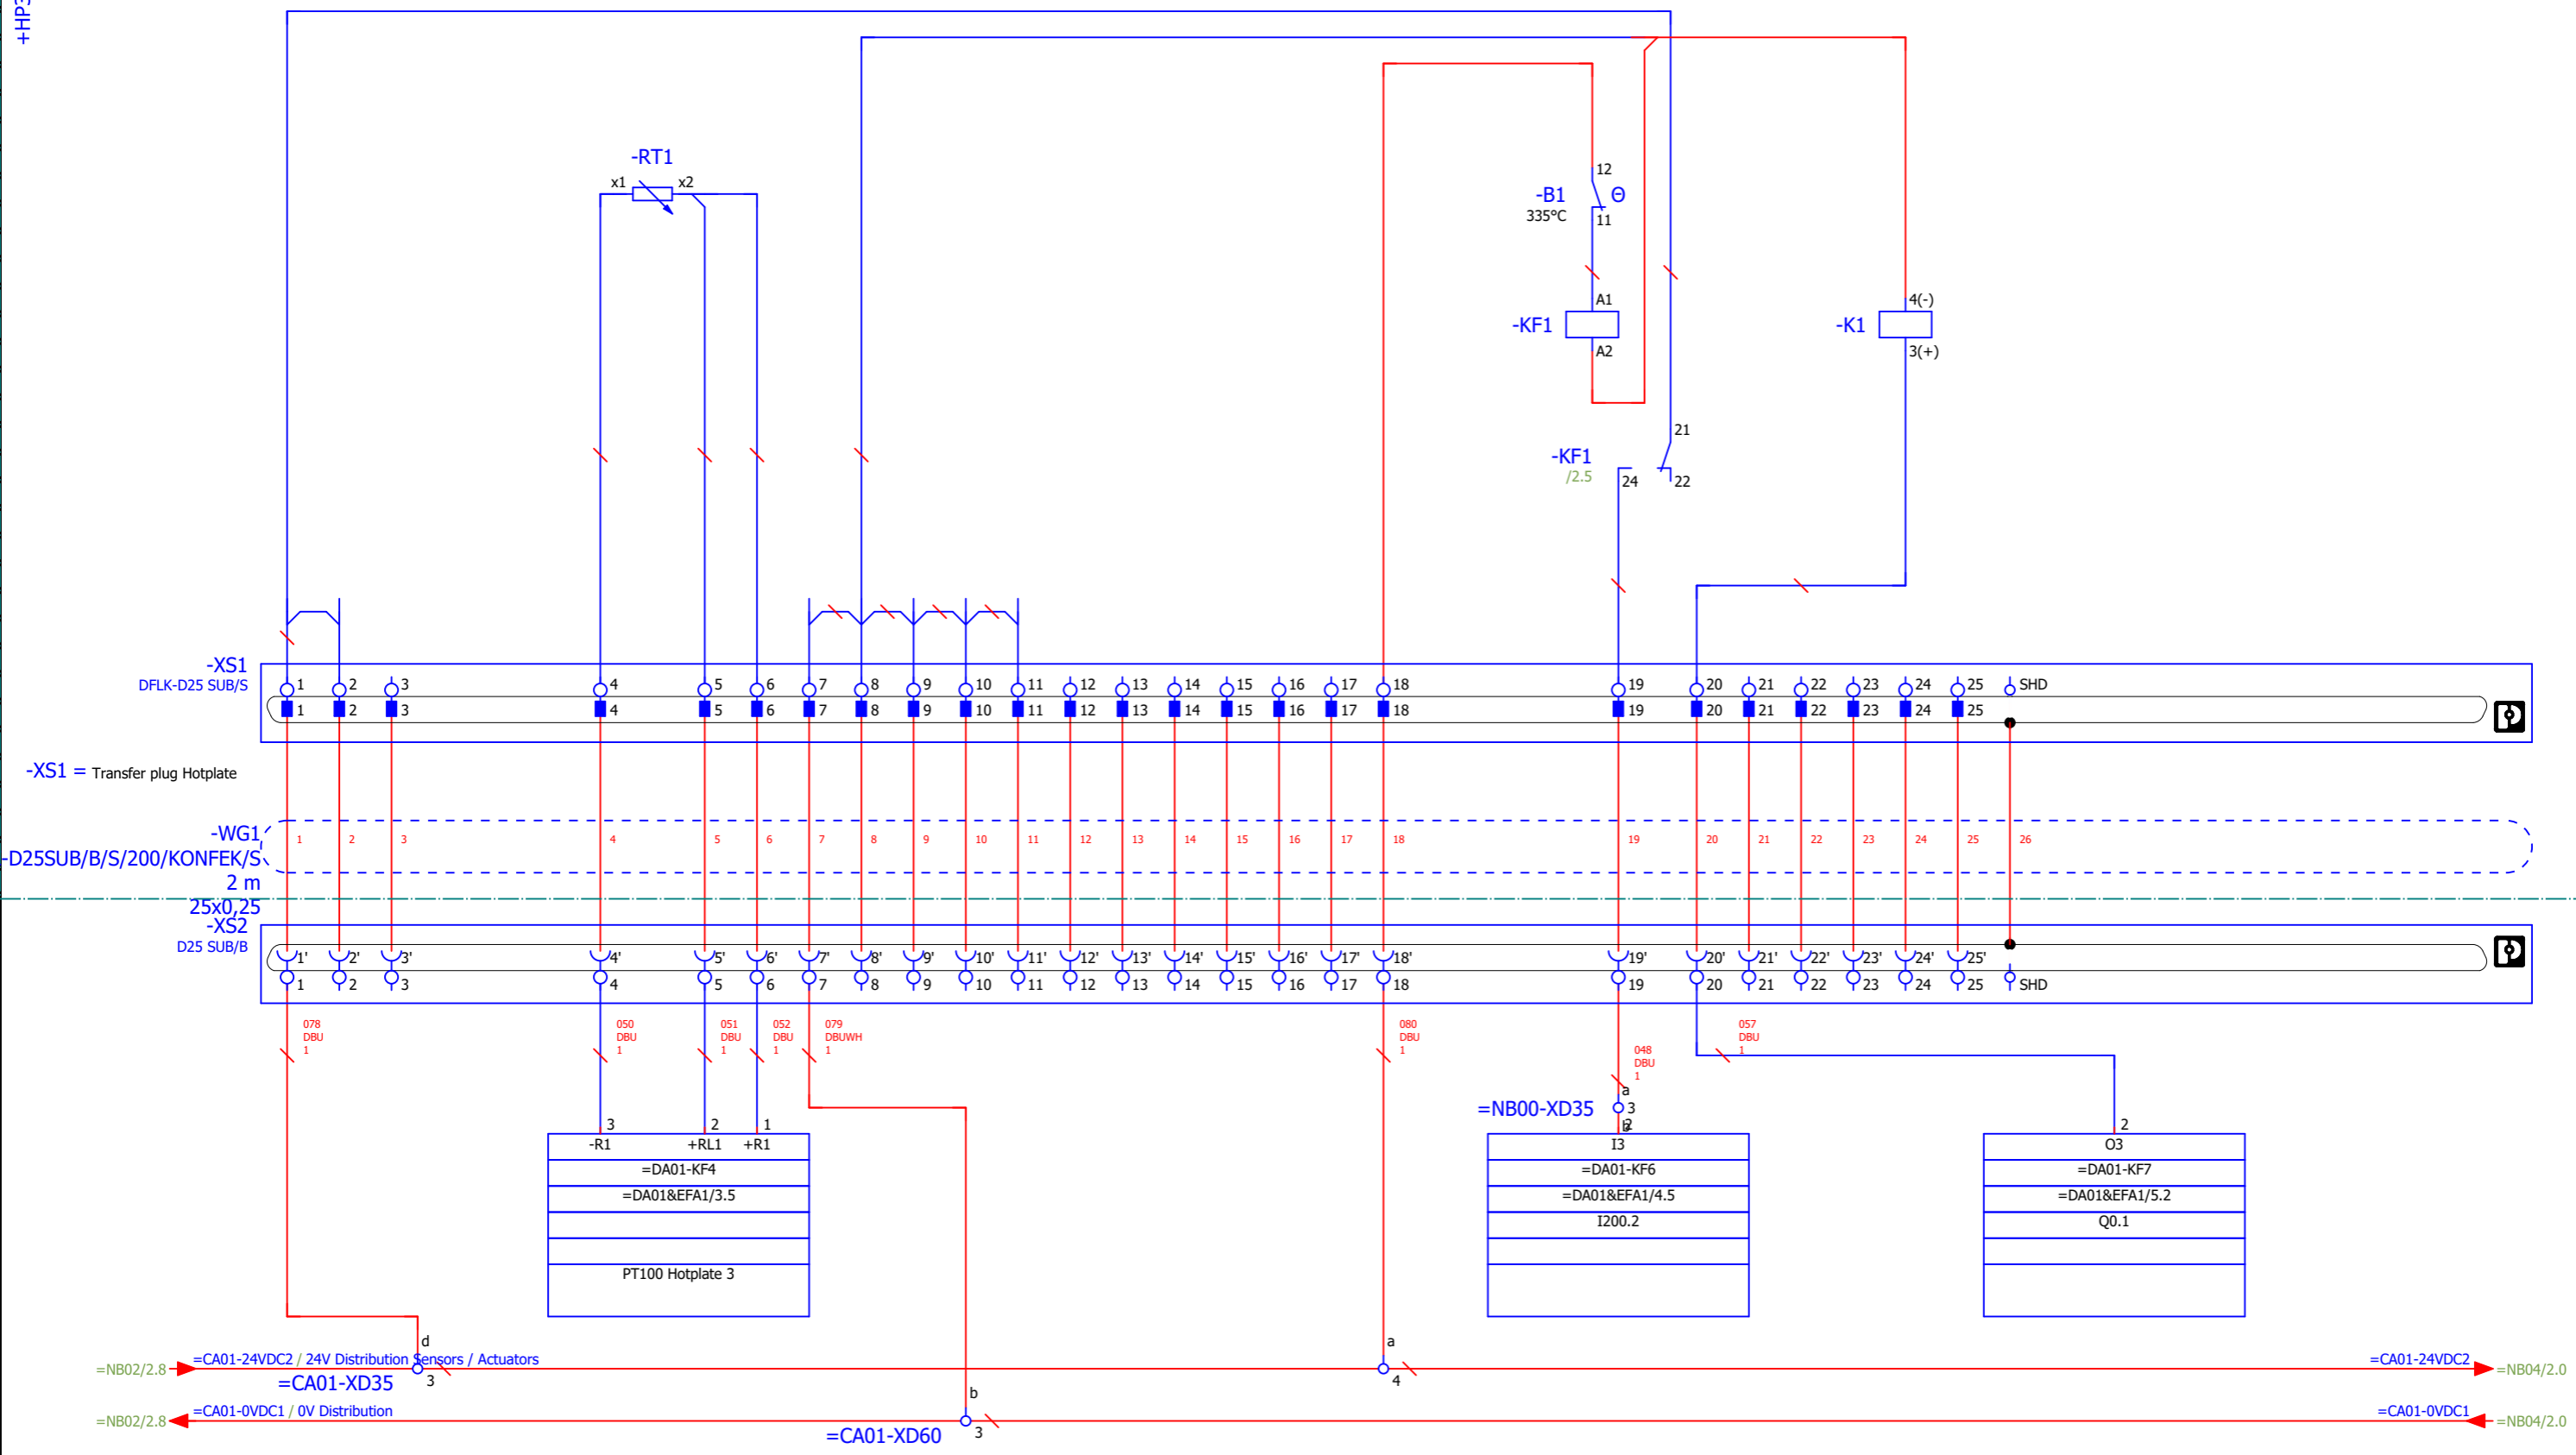 +HP3
-RT1
x1 x2
12
-B1 Θ
335°C
11
A1 4(-)
-KF1 -K1
A2 3(+)
21
-KF1
/2.5
24 22
-XS1
DFLK-D25 SUB/S
1 2 3 4 5 6 7 8 9 10 11 12 13 14 15 16 17 18 19 20 21 22 23 24 25 SHD
1 2 3 4 5 6 7 8 9 10 11 12 13 14 15 16 17 18 19 20 21 22 23 24 25
-XS1 = Transfer plug Hotplate
-WG1
1 2 3 4 5 6 7 8 9 10 11 12 13 14 15 16 17 18 19 20 21 22 23 24 25 26
-D25SUB/B/S/200/KONFEK/S
2 m
25x0,25
-XS2
D25 SUB/B
1' 2' 3' 4' 5' 6' 7' 8' 9' 10' 11' 12' 13' 14' 15' 16' 17' 18' 19' 20' 21' 22' 23' 24' 25'
1 2 3 4 5 6 7 8 9 10 11 12 13 14 15 16 17 18 19 20 21 22 23 24 25 SHD
078 050 051 052 079 080 057
DBU DBU DBU DBU DBUWH DBU DBU
1 1 1 1 1 1 1
048
DBU
1
a
=NB00-XD35 3
3 2 1 b 2 2
-R1 +RL1 +R1 I3 O3
=DA01-KF4 =DA01-KF6 =DA01-KF7
=DA01&EFA1/3.5 =DA01&EFA1/4.5 =DA01&EFA1/5.2
I200.2 Q0.1
PT100 Hotplate 3
d a
=NB02/2.8 =CA01-24VDC2 / 24V Distribution Sensors / Actuators =CA01-24VDC2 =NB04/2.0
=CA01-XD35 3 4
b
=NB02/2.8 =CA01-0VDC1 / 0V Distribution =CA01-0VDC1 =NB04/2.0
=CA01-XD60 3